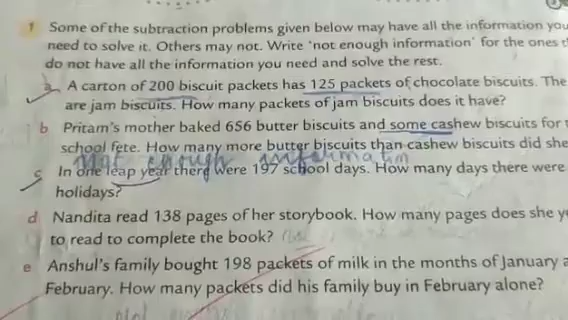 1 Some of the subtraction problems given below may have all the information you
need to solve it. Others may not. Write 'not enough information' for the ones
do not have all the information you need and solve the rest.
a A carton of 200 biscuit packets has 125 packets of chocolate biscuits. The
are jam biscuits. How many packets of jam biscuits does it have?
b Pritam's mother baked 656 butter biscuits and some cashew biscuits for
school fete. How many more butter biscuits than cashew biscuits did she
Not enough information
c In one leap year there were 197 school days. How many days there were
holidays?
d Nandita read 138 pages of her storybook. How many pages does she
to read to complete the book?
e Anshul's family bought 198 packets of milk in the months of January
February. How many packets did his family buy in February alone?